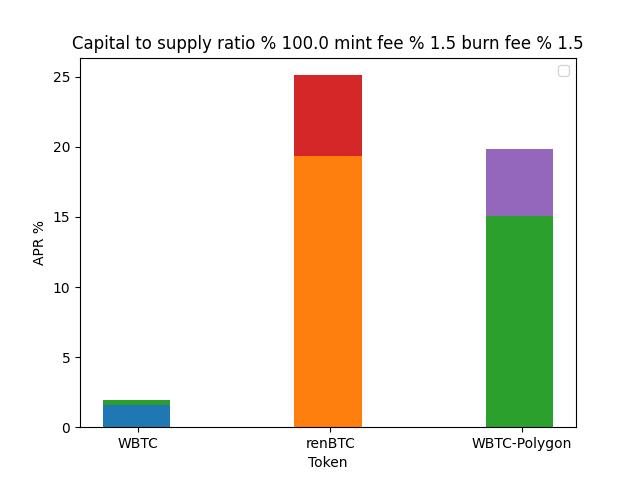 Capital to supply ratio % 100.0 mint fee % 1.5 burn fee % 1.5
25
20
15
10
5
0
APR %
WBTC renBTC WBTC-Polygon
Token